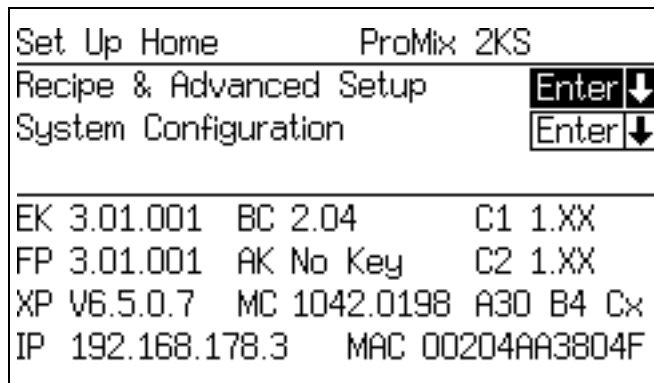 Set Up Home ProMix 2KS
Recipe & Advanced Setup Enter
System Configuration Enter
EK 3.01.001 BC 2.04 C1 1.XX
FP 3.01.001 AK No Key C2 1.XX
XP V6.5.0.7 MC 1042.0198 A30 B4 Cx
IP 192.168.178.3 MAC 00204AA3804F